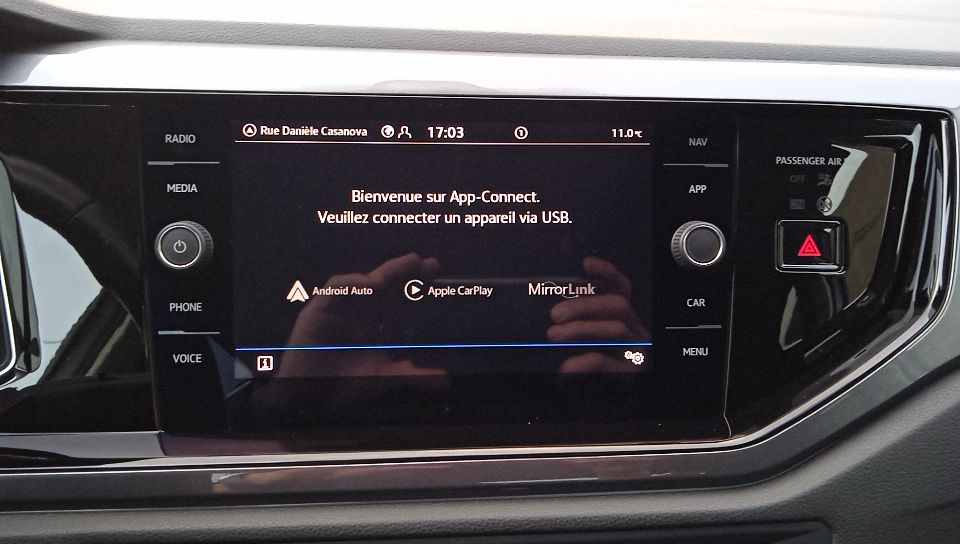 RADIO
MEDIA
PHONE
VOICE
Rue Danièle Casanova 17:03 1 11.0°C
Bienvenue sur App-Connect.
Veuillez connecter un appareil via USB.
Android Auto Apple CarPlay MirrorLink
i
NAV
APP
CAR
MENU
PASSENGER AIR
OFF